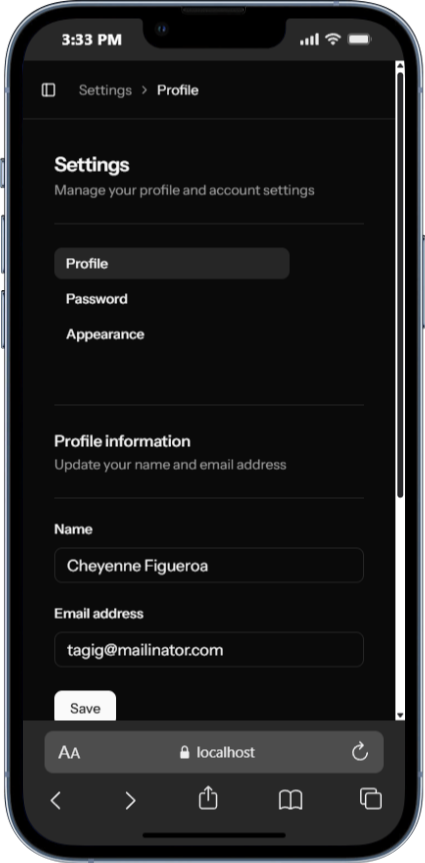 3:33 PM
Settings > Profile
Settings
Manage your profile and account settings
Profile
Password
Appearance
Profile information
Update your name and email address
Name
Cheyenne Figueroa
Email address
tagig@mailinator.com
Save
AA localhost